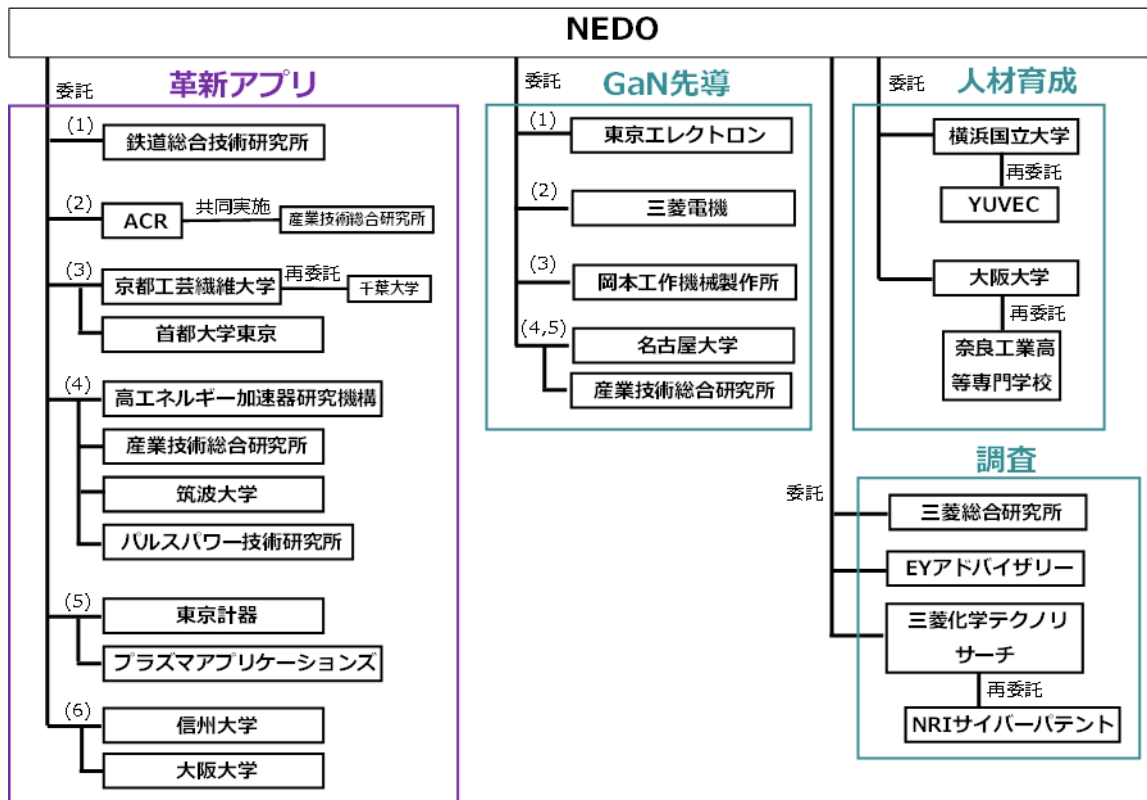 NEDO
委託
革新アプリ
(1)
鉄道総合技術研究所
(2)
ACR
共同実施
産業技術総合研究所
(3)
京都工芸繊維大学
再委託
千葉大学
首都大学東京
(4)
高エネルギー加速器研究機構
産業技術総合研究所
筑波大学
パルスパワー技術研究所
(5)
東京計器
プラズマアプリケーションズ
(6)
信州大学
大阪大学
委託
GaN先導
(1)
東京エレクトロン
(2)
三菱電機
(3)
岡本工作機械製作所
(4,5)
名古屋大学
産業技術総合研究所
委託
人材育成
横浜国立大学
再委託
YUVEC
大阪大学
再委託
奈良工業高
等専門学校
調査
委託
三菱総合研究所
EYアドバイザリー
三菱化学テクノリ
サーチ
再委託
NRIサイバーパテント